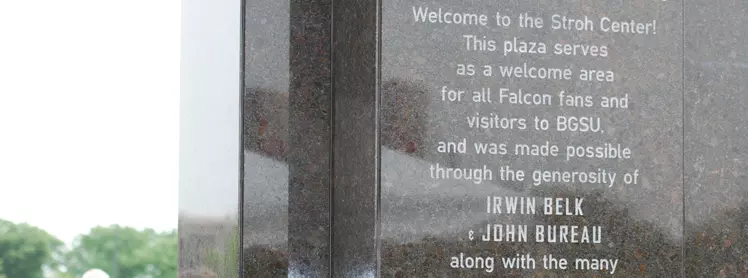 Welcome to the Stroh Center!
This plaza serves
as a welcome area
for all Falcon fans and
visitors to BGSU,
and was made possible
through the generosity of
IRWIN BELK
& JOHN BUREAU
along with the many